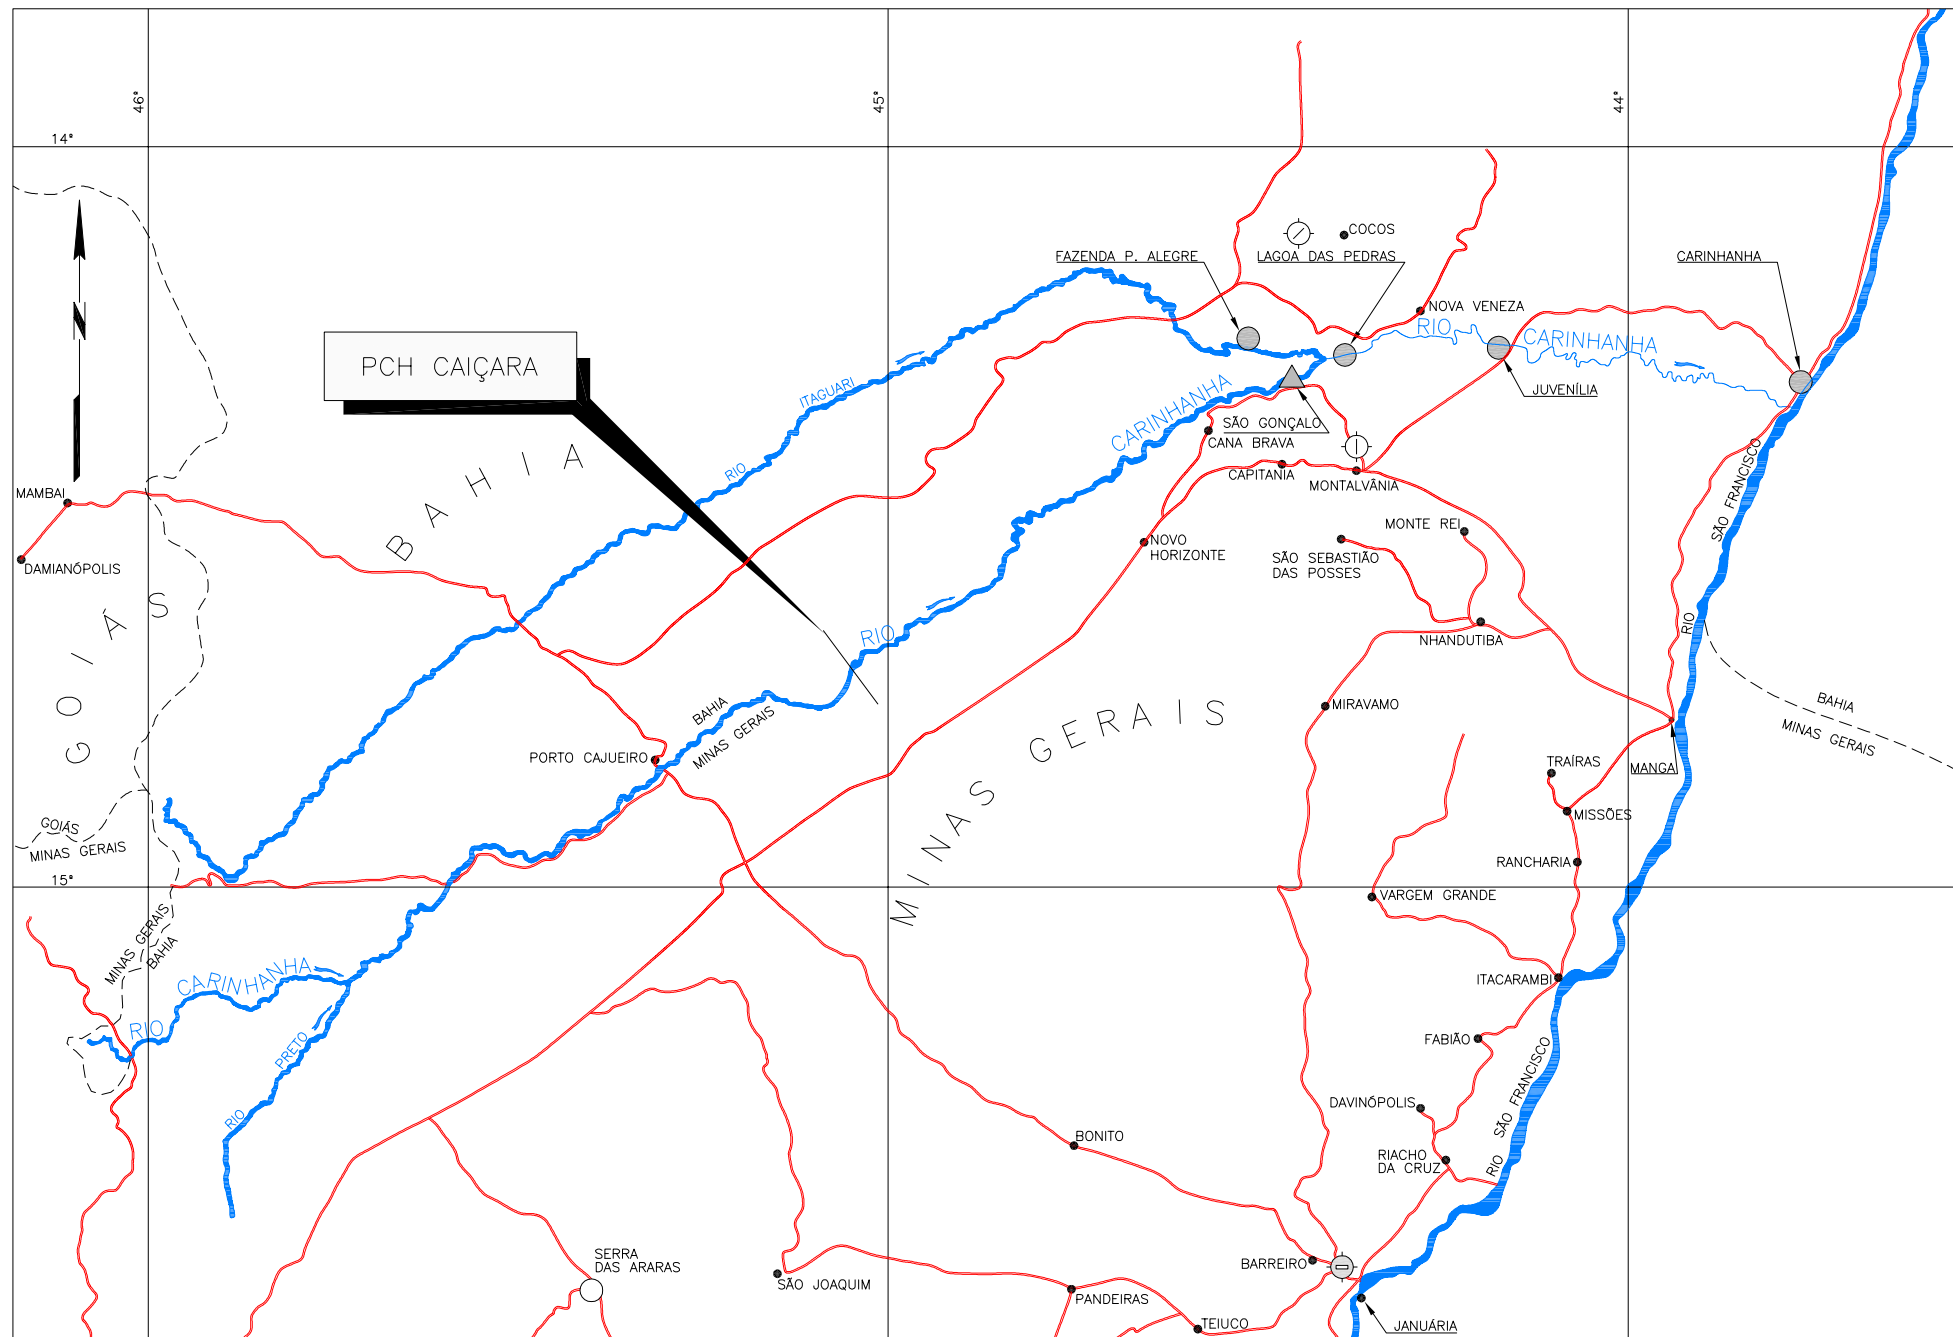 46°
45°
44°
14°
N
COCOS
FAZENDA P. ALEGRE
LAGOA DAS PEDRAS
CARINHANHA
NOVA VENEZA
RIO
CARINHANHA
PCH CAIÇARA
JUVENÍLIA
RIO
ITAGUARI
CARINHANHA
SÃO GONÇALO
CANA BRAVA
CAPITANIA
MONTALVÂNIA
SÃO FRANCISCO
BAHIA
MAMBAI
DAMIANÓPOLIS
MONTE REI
NOVO
HORIZONTE
SÃO SEBASTIÃO
DAS POSSES
GOIÁS
RIO
NHANDUTIBA
RIO
BAHIA
MINAS GERAIS
MIRAVAMO
MINAS GERAIS
BAHIA
MINAS GERAIS
PORTO CAJUEIRO
TRAÍRAS
MANGA
MISSÕES
GOIÁS
MINAS GERAIS
RANCHARIA
15°
VARGEM GRANDE
MINAS GERAIS
BAHIA
CARINHANHA
RIO
ITACARAMBI
PRETO
RIO
FABIÃO
SÃO FRANCISCO
RIO
DAVINÓPOLIS
BONITO
RIACHO
DA CRUZ
SERRA
DAS ARARAS
SÃO JOAQUIM
BARREIRO
PANDEIRAS
TEIUCO
JANUÁRIA